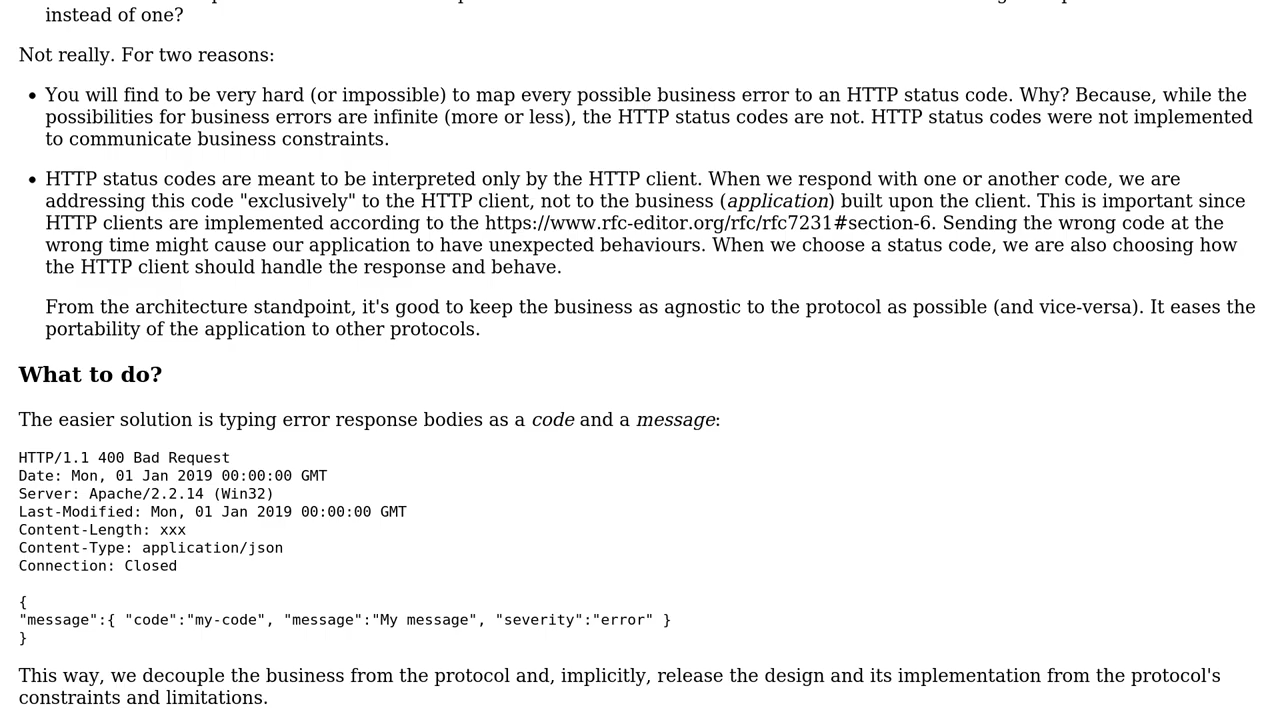 instead of one?
Not really. For two reasons:
• You will find to be very hard (or impossible) to map every possible business error to an HTTP status code. Why? Because, while the
possibilities for business errors are infinite (more or less), the HTTP status codes are not. HTTP status codes were not implemented
to communicate business constraints.
• HTTP status codes are meant to be interpreted only by the HTTP client. When we respond with one or another code, we are
addressing this code "exclusively" to the HTTP client, not to the business (application) built upon the client. This is important since
HTTP clients are implemented according to the https://www.rfc-editor.org/rfc/rfc7231#section-6. Sending the wrong code at the
wrong time might cause our application to have unexpected behaviours. When we choose a status code, we are also choosing how
the HTTP client should handle the response and behave.
From the architecture standpoint, it's good to keep the business as agnostic to the protocol as possible (and vice-versa). It eases the
portability of the application to other protocols.
What to do?
The easier solution is typing error response bodies as a code and a message:
HTTP/1.1 400 Bad Request
Date: Mon, 01 Jan 2019 00:00:00 GMT
Server: Apache/2.2.14 (Win32)
Last-Modified: Mon, 01 Jan 2019 00:00:00 GMT
Content-Length: xxx
Content-Type: application/json
Connection: Closed
{
"message":{ "code":"my-code", "message":"My message", "severity":"error" }
}
This way, we decouple the business from the protocol and, implicitly, release the design and its implementation from the protocol's
constraints and limitations.